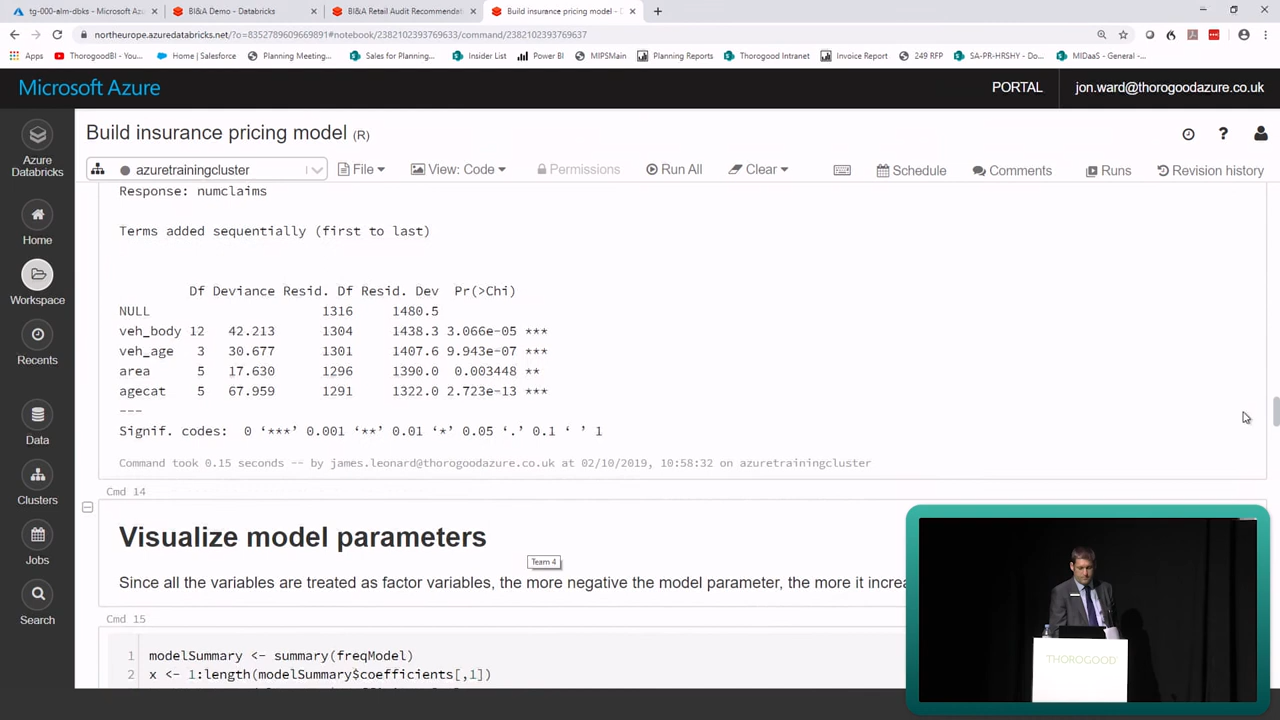 tg-000-alm-dbks - Microsoft Azu
BI&A Demo - Databricks
BI&A Retail Audit Recommendat
Build insurance pricing model - D
northeurope.azuredatabricks.net/?o=8352789609669891#notebook/2382102393769633/command/2382102393769637
Apps
ThorogoodBI - You...
Home | Salesforce
Planning Meeting...
Sales for Planning...
Insider List
Power BI
MIPSMain
Planning Reports
Thorogood Intranet
Invoice Report
249 RFP
SA-PR-HRSHY - Do...
MIDaaS - General -...
Microsoft Azure
PORTAL
jon.ward@thorogoodazure.co.uk
Azure
Databricks
Home
Workspace
Recents
Data
Clusters
Jobs
Search
Build insurance pricing model (R)
azuretrainingcluster
File
View: Code
Permissions
Run All
Clear
Schedule
Comments
Runs
Revision history
Response: numclaims
Terms added sequentially (first to last)
Df Deviance Resid. Df Resid. Dev Pr(>Chi)
NULL 1316 1480.5
veh_body 12 42.213 1304 1438.3 3.066e-05 ***
veh_age 3 30.677 1301 1407.6 9.943e-07 ***
area 5 17.630 1296 1390.0 0.003448 **
agecat 5 67.959 1291 1322.0 2.723e-13 ***
---
Signif. codes: 0 ‘***’ 0.001 ‘**’ 0.01 ‘*’ 0.05 ‘.’ 0.1 ‘ ’ 1
Command took 0.15 seconds -- by james.leonard@thorogoodazure.co.uk at 02/10/2019, 10:58:32 on azuretrainingcluster
Cmd 14
Visualize model parameters
Team 4
Since all the variables are treated as factor variables, the more negative the model parameter, the more it increa
Cmd 15
1 modelSummary <- summary(freqModel)
2 x <- 1:length(modelSummary$coefficients[,1])
THOROGOOD